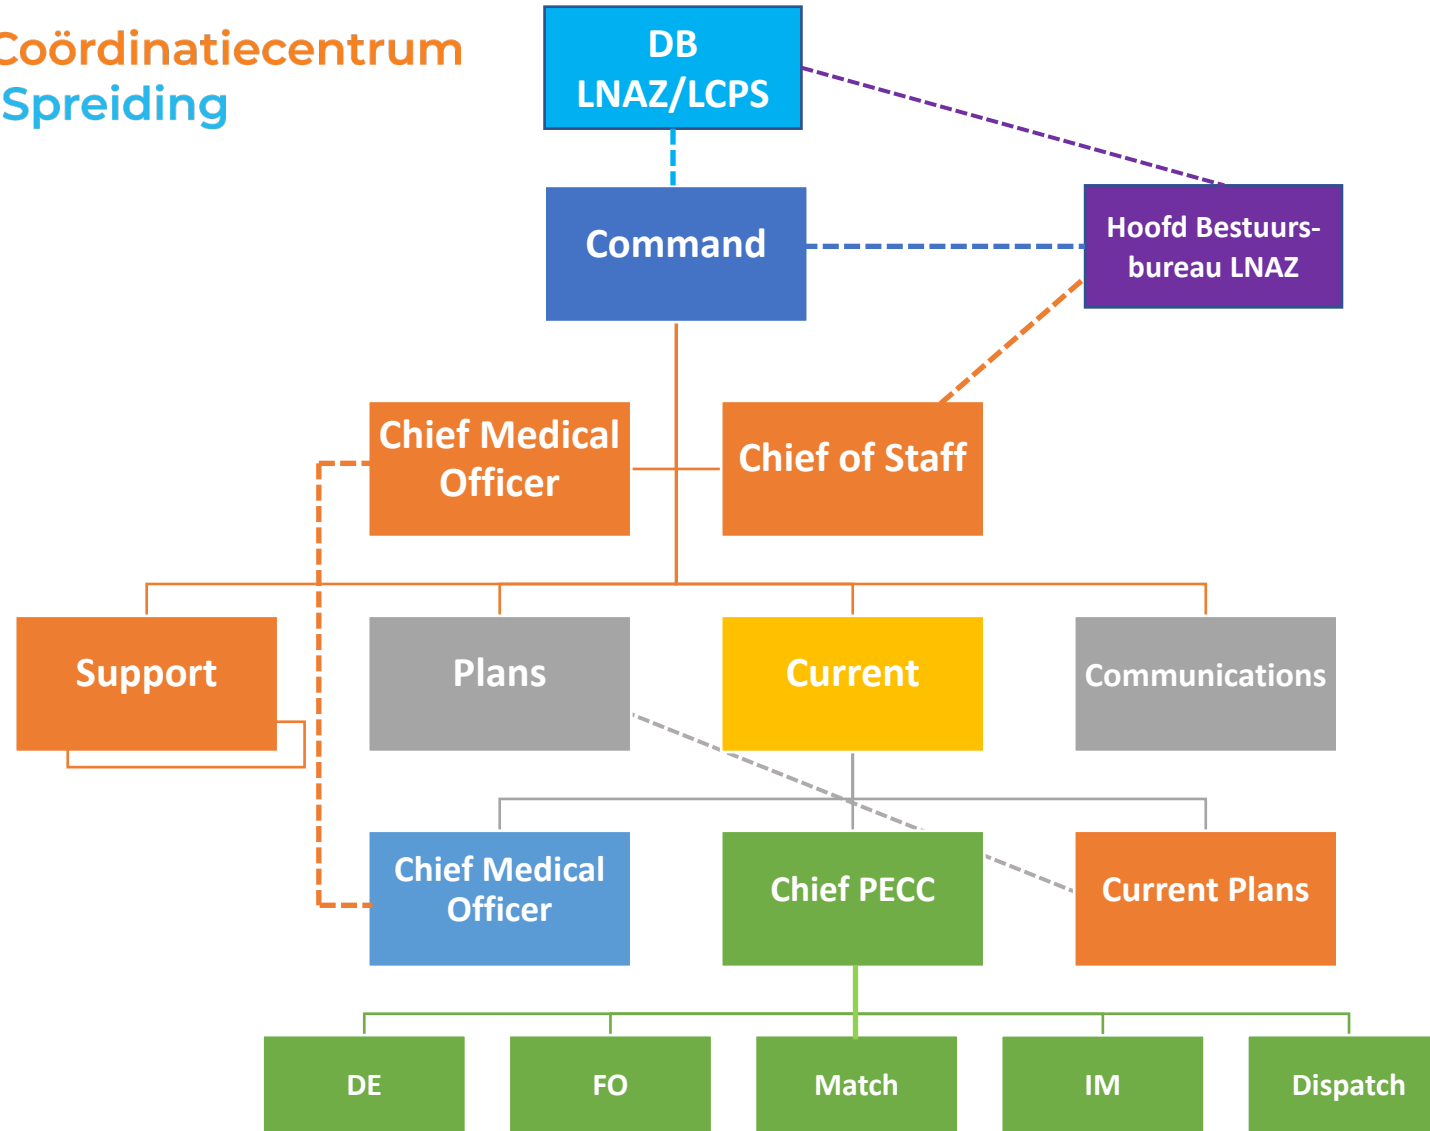 Coördinatiecentrum
Spreiding
DB
LNAZ/LCPS
Command
Hoofd Bestuurs-
bureau LNAZ
Chief Medical
Officer
Chief of Staff
Support
Plans
Current
Communications
Chief Medical
Officer
Chief PECC
Current Plans
DE
FO
Match
IM
Dispatch